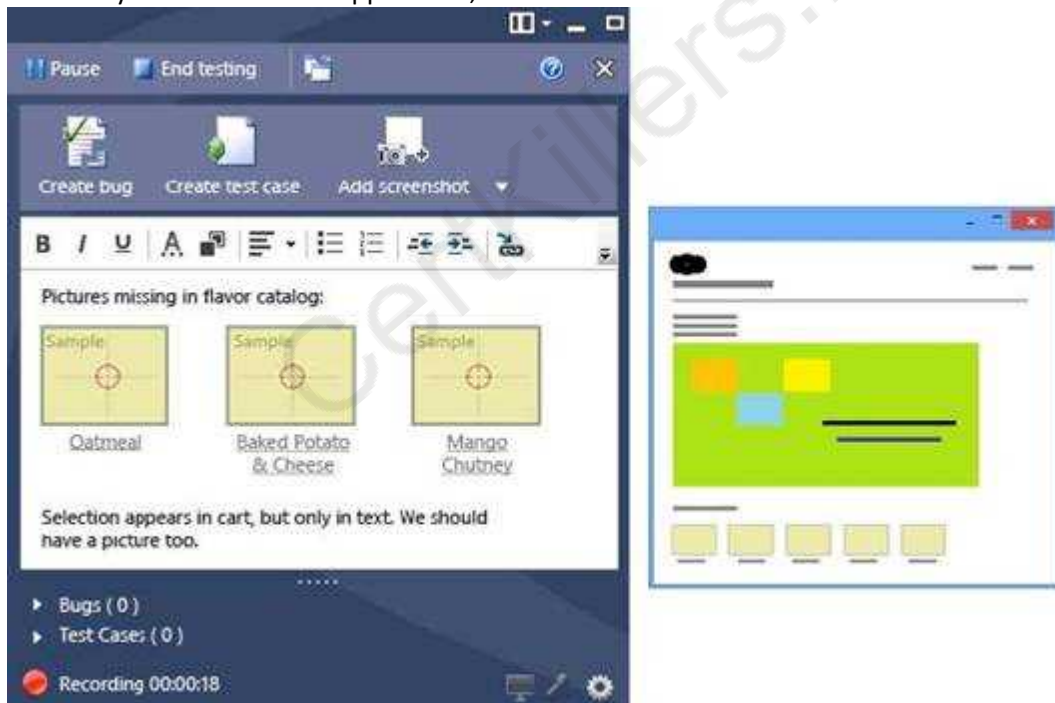 Pause End testing
Create bug Create test case Add screenshot
B I U A
Pictures missing in flavor catalog:
Sample Sample Sample
Oatmeal Baked Potato Mango
& Cheese Chutney
Selection appears in cart, but only in text. We should
have a picture too.
Bugs ( 0 )
Test Cases ( 0 )
Recording 00:00:18